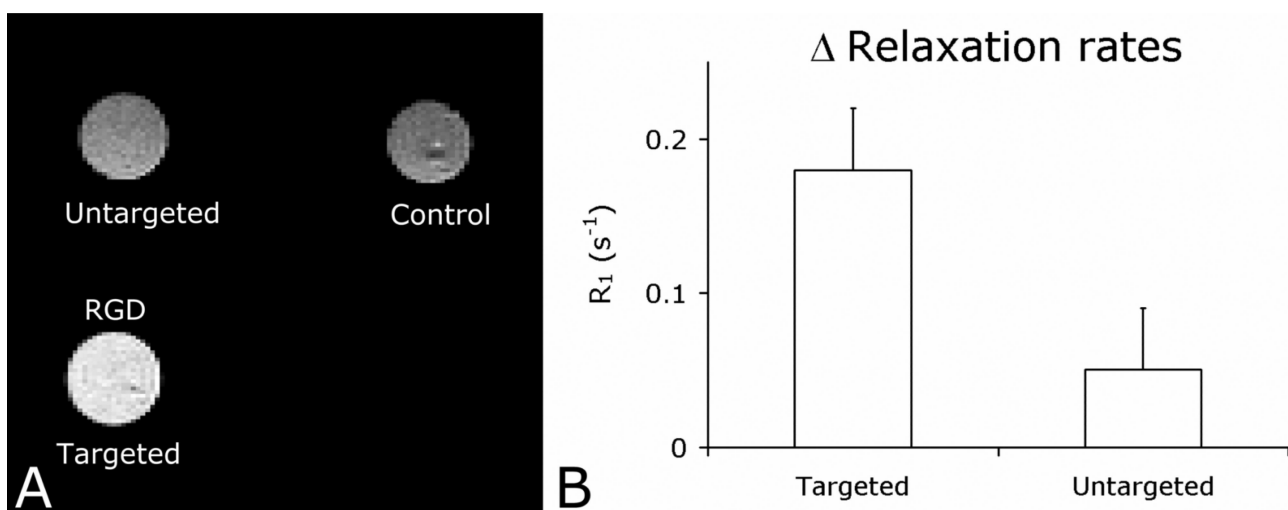 Untargeted
Control
RGD
Targeted
A
Δ Relaxation rates
0.2
0.1
0
R₁ (s⁻¹)
Targeted
Untargeted
B